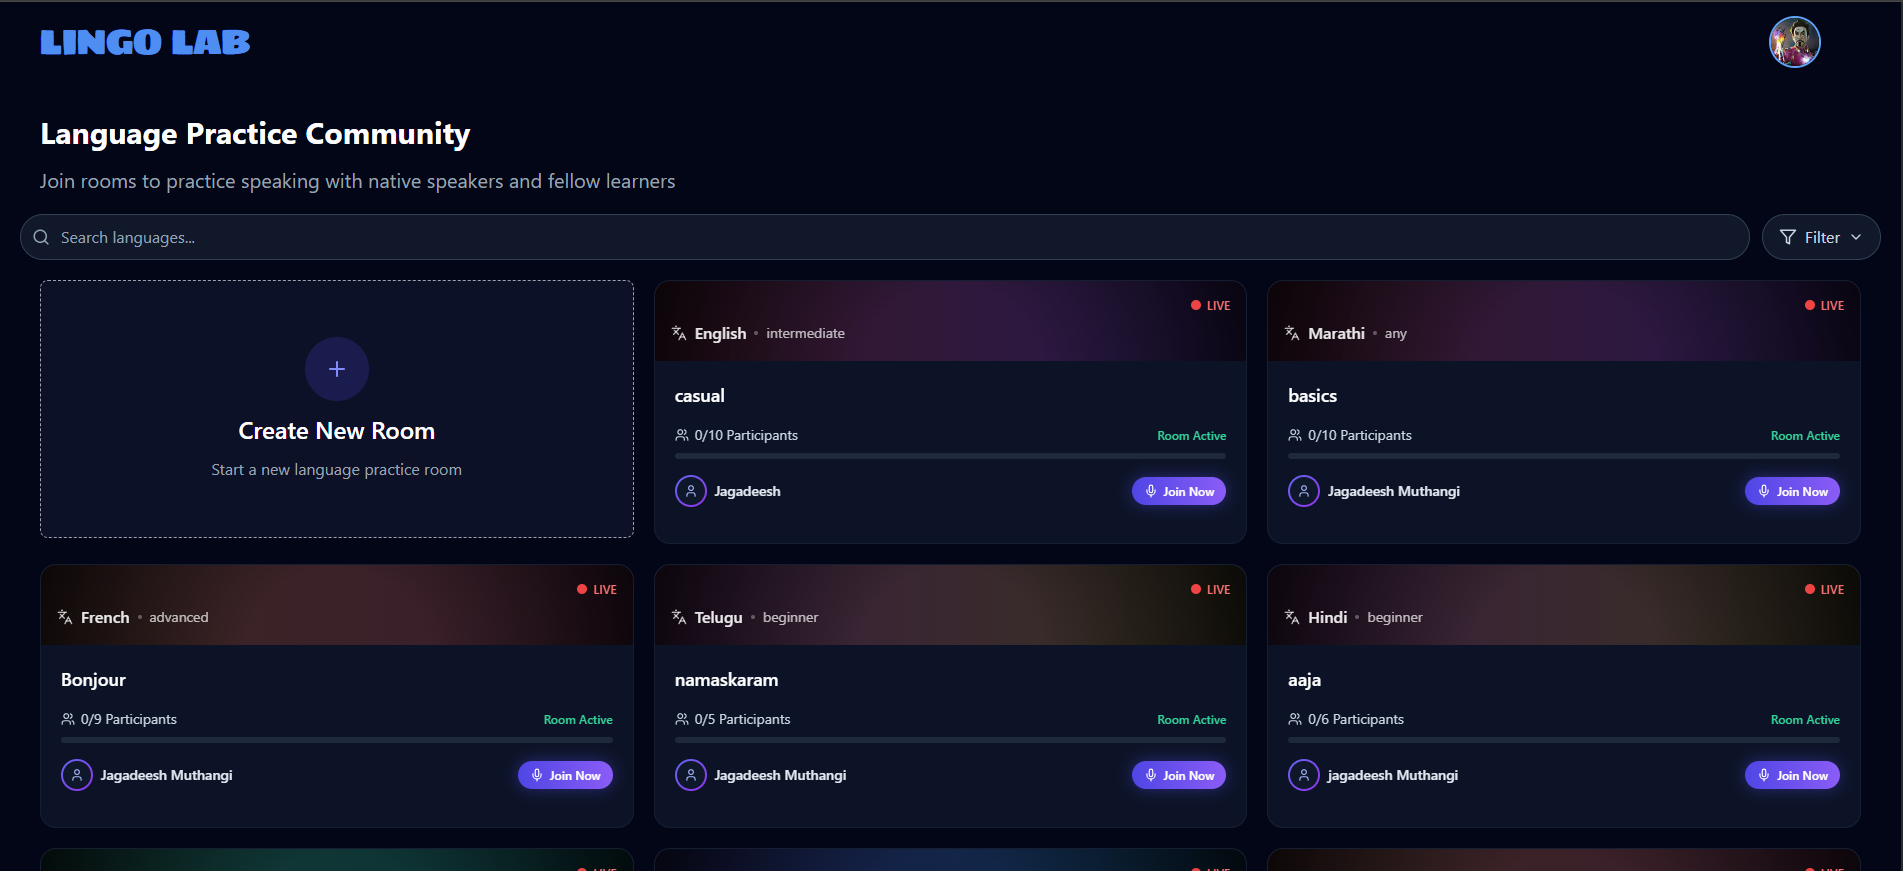 LINGO LAB
Language Practice Community
Join rooms to practice speaking with native speakers and fellow learners
Search languages...
Filter
Create New Room
Start a new language practice room
LIVE
English • intermediate
casual
0/10 Participants
Room Active
Jagadeesh
Join Now
LIVE
Marathi • any
basics
0/10 Participants
Room Active
Jagadeesh Muthangi
Join Now
LIVE
French • advanced
Bonjour
0/9 Participants
Room Active
Jagadeesh Muthangi
Join Now
LIVE
Telugu • beginner
namaskaram
0/5 Participants
Room Active
Jagadeesh Muthangi
Join Now
LIVE
Hindi • beginner
aaja
0/6 Participants
Room Active
jagadeesh Muthangi
Join Now